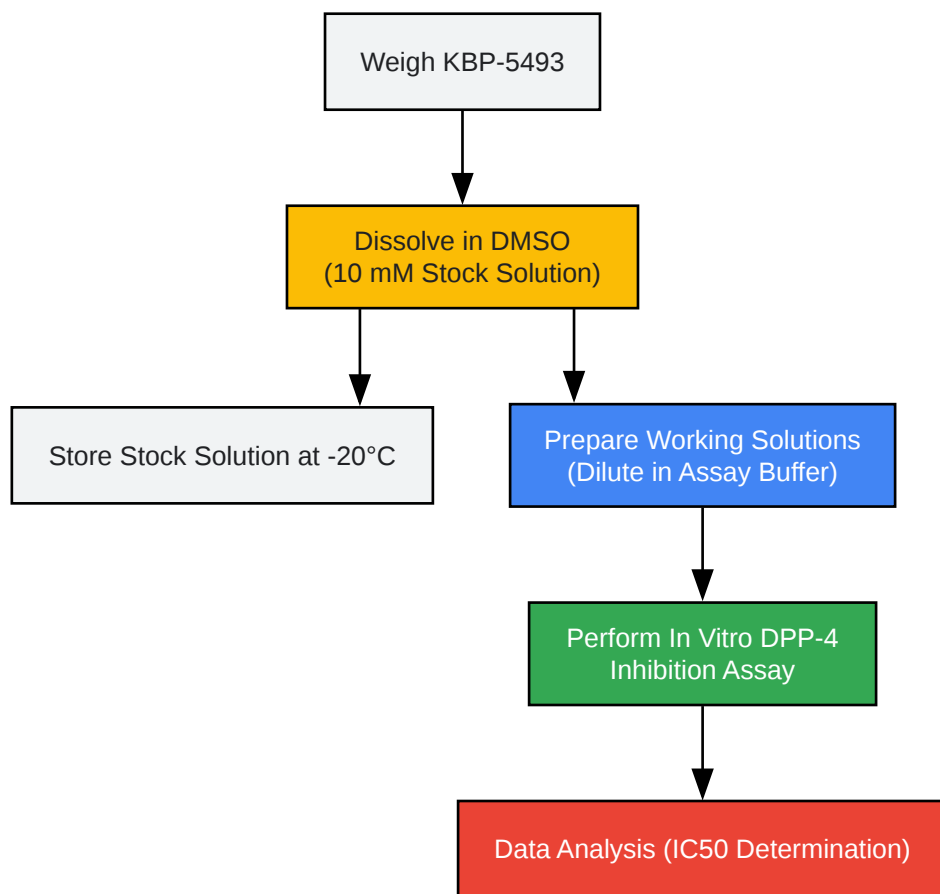 Weigh KBP-5493
Dissolve in DMSO
(10 mM Stock Solution)
Store Stock Solution at -20°C
Prepare Working Solutions
(Dilute in Assay Buffer)
Perform In Vitro DPP-4
Inhibition Assay
Data Analysis (IC50 Determination)